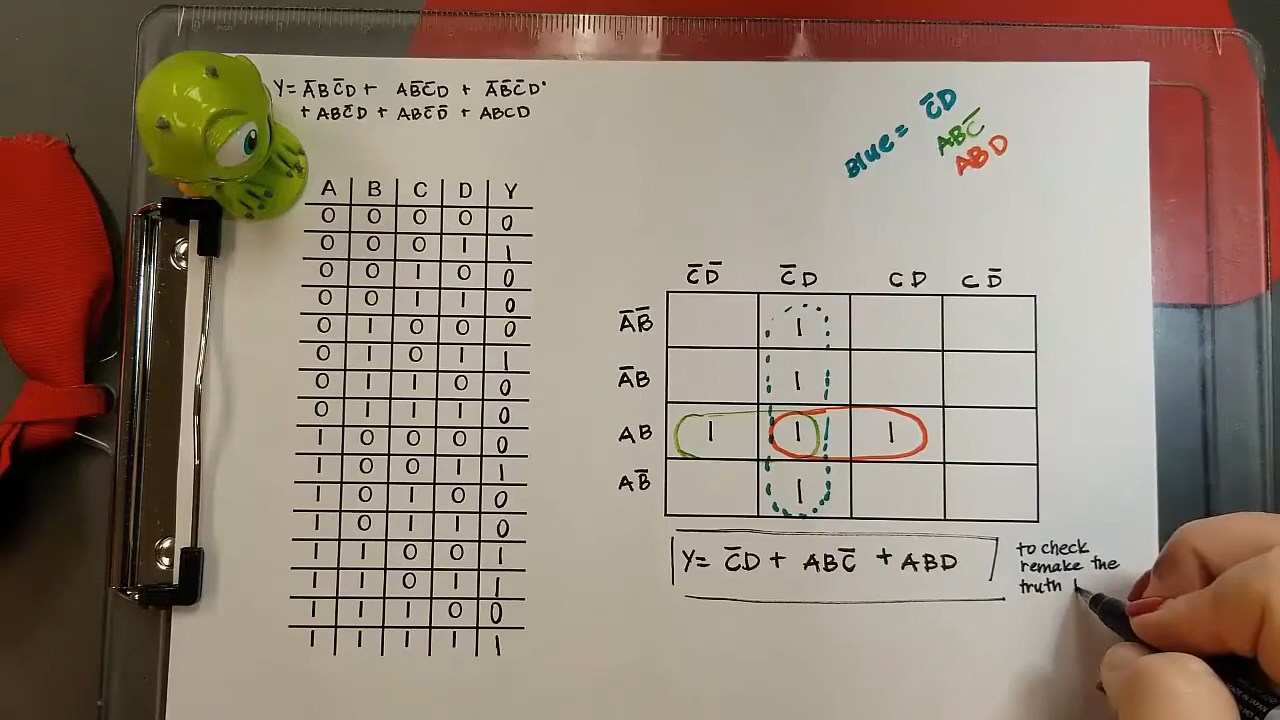 Y= A̅BC̅D + AB̅C̅D + A̅B̅C̅D
+ ABC̅D + ABC̅D̅ + ABCD
Blue = C̅D
ABC̅
ABD
A B C D Y
0 0 0 0 0
0 0 0 1 1
0 0 1 0 0
0 0 1 1 0
0 1 0 0 0
0 1 0 1 1
0 1 1 0 0
0 1 1 1 0
1 0 0 0 0
1 0 0 1 1
1 0 1 0 0
1 0 1 1 0
1 1 0 0 1
1 1 0 1 1
1 1 1 0 0
1 1 1 1 1
C̅D̅ C̅D CD CD̅
A̅B̅ 1
A̅B 1
AB 1 1 1
AB̅ 1
Y= C̅D + ABC̅ + ABD
to check
remake the
truth